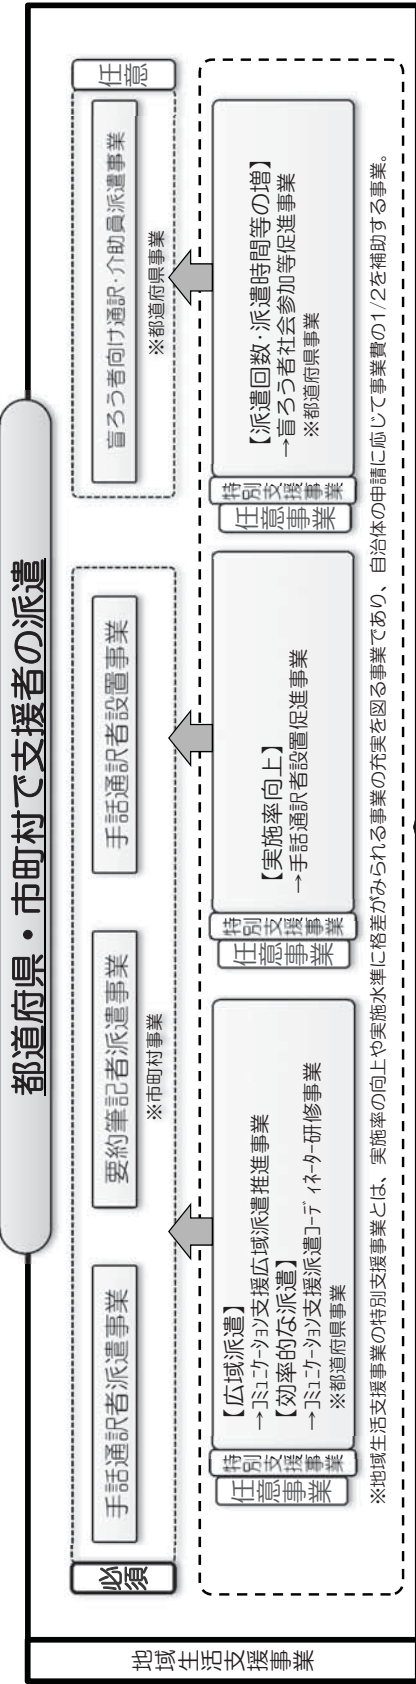 都道府県・市町村で支援者の派遣
地域生活支援事業
必須
手話通訳者派遣事業
要約筆記者派遣事業
手話通訳者設置事業
※市町村事業
任意
盲ろう者向け通訳・介助員派遣事業
※都道府県事業
任意事業
特別支援事業
【広域派遣】
→コミュニケーション支援広域派遣推進事業
【効率的な派遣】
→コミュニケーション支援派遣コーディネーター研修事業
※都道府県事業
任意事業
特別支援事業
【実施率向上】
→手話通訳者設置促進事業
任意事業
特別支援事業
【派遣回数・派遣時間等の増】
→盲ろう者社会参加等促進事業
※都道府県事業
※地域生活支援事業の特別支援事業とは、実施率の向上や実施水準に格差がみられる事業の充実を図る事業であり、自治体の申請に応じて事業費の1/2を補助する事業。